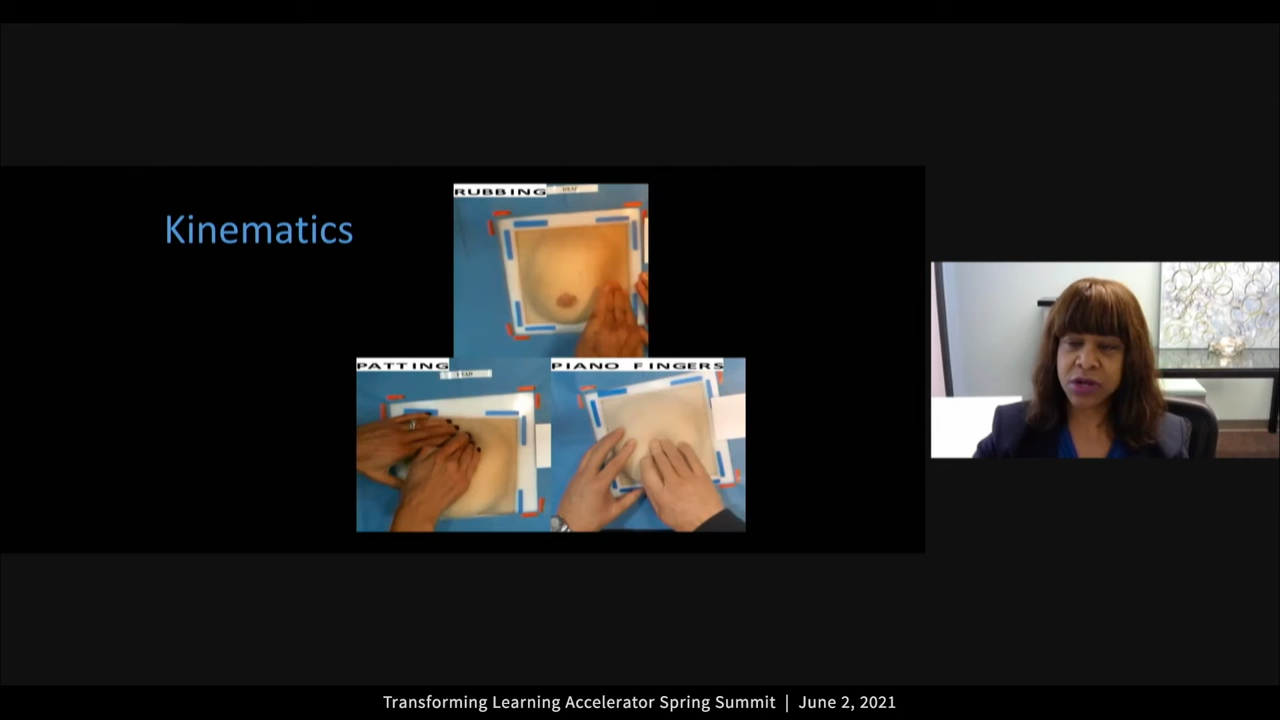 RUBBING
Kinematics
PATTING
PIANO FINGERS
Transforming Learning Accelerator Spring Summit | June 2, 2021